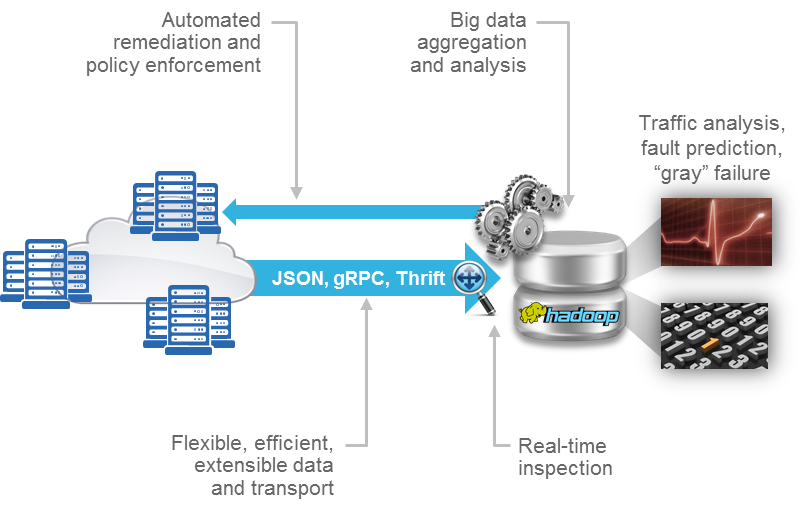 Automated
remediation and
policy enforcement
Big data
aggregation
and analysis
Traffic analysis,
fault prediction,
“gray” failure
JSON, gRPC, Thrift
hadoop
Flexible, efficient,
extensible data
and transport
Real-time
inspection